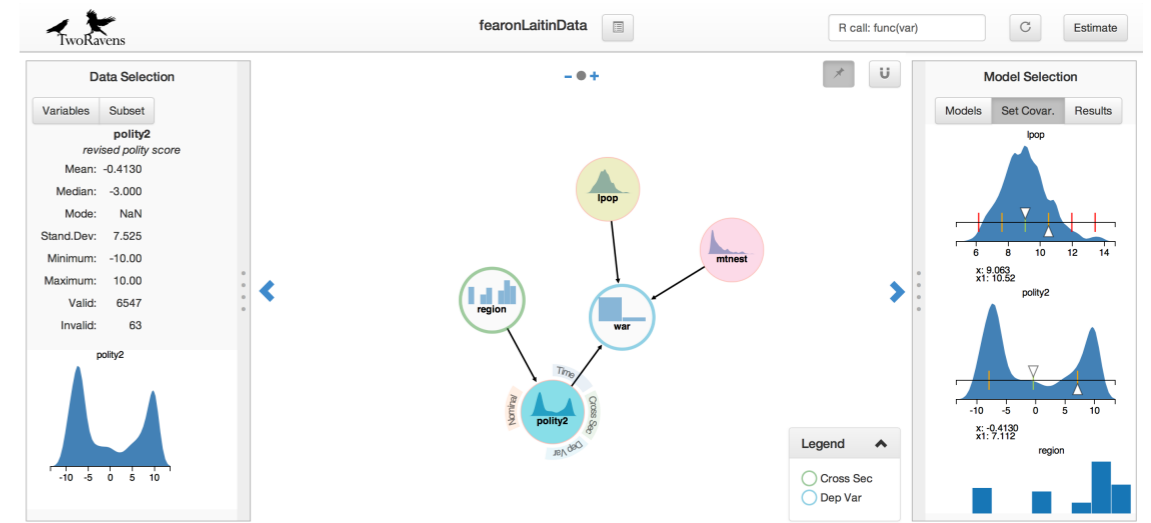 TwoRavens
fearonLaitinData
R call: func(var)
Estimate
Data Selection
Variables Subset
polity2
revised polity score
Mean: -0.4130
Median: -3.000
Mode: NaN
Stand.Dev: 7.525
Minimum: -10.00
Maximum: 10.00
Valid: 6547
Invalid: 63
polity2
-10 -5 0 5 10
lpop
mtnest
region
war
Time
Nominal
Cross Sec
polity2
Dep Var
Legend
Cross Sec
Dep Var
Model Selection
Models Set Covar. Results
lpop
6 8 10 12 14
x: 9.063
x1: 10.52
polity2
-10 -5 0 5 10
x: -0.4130
x1: 7.112
region